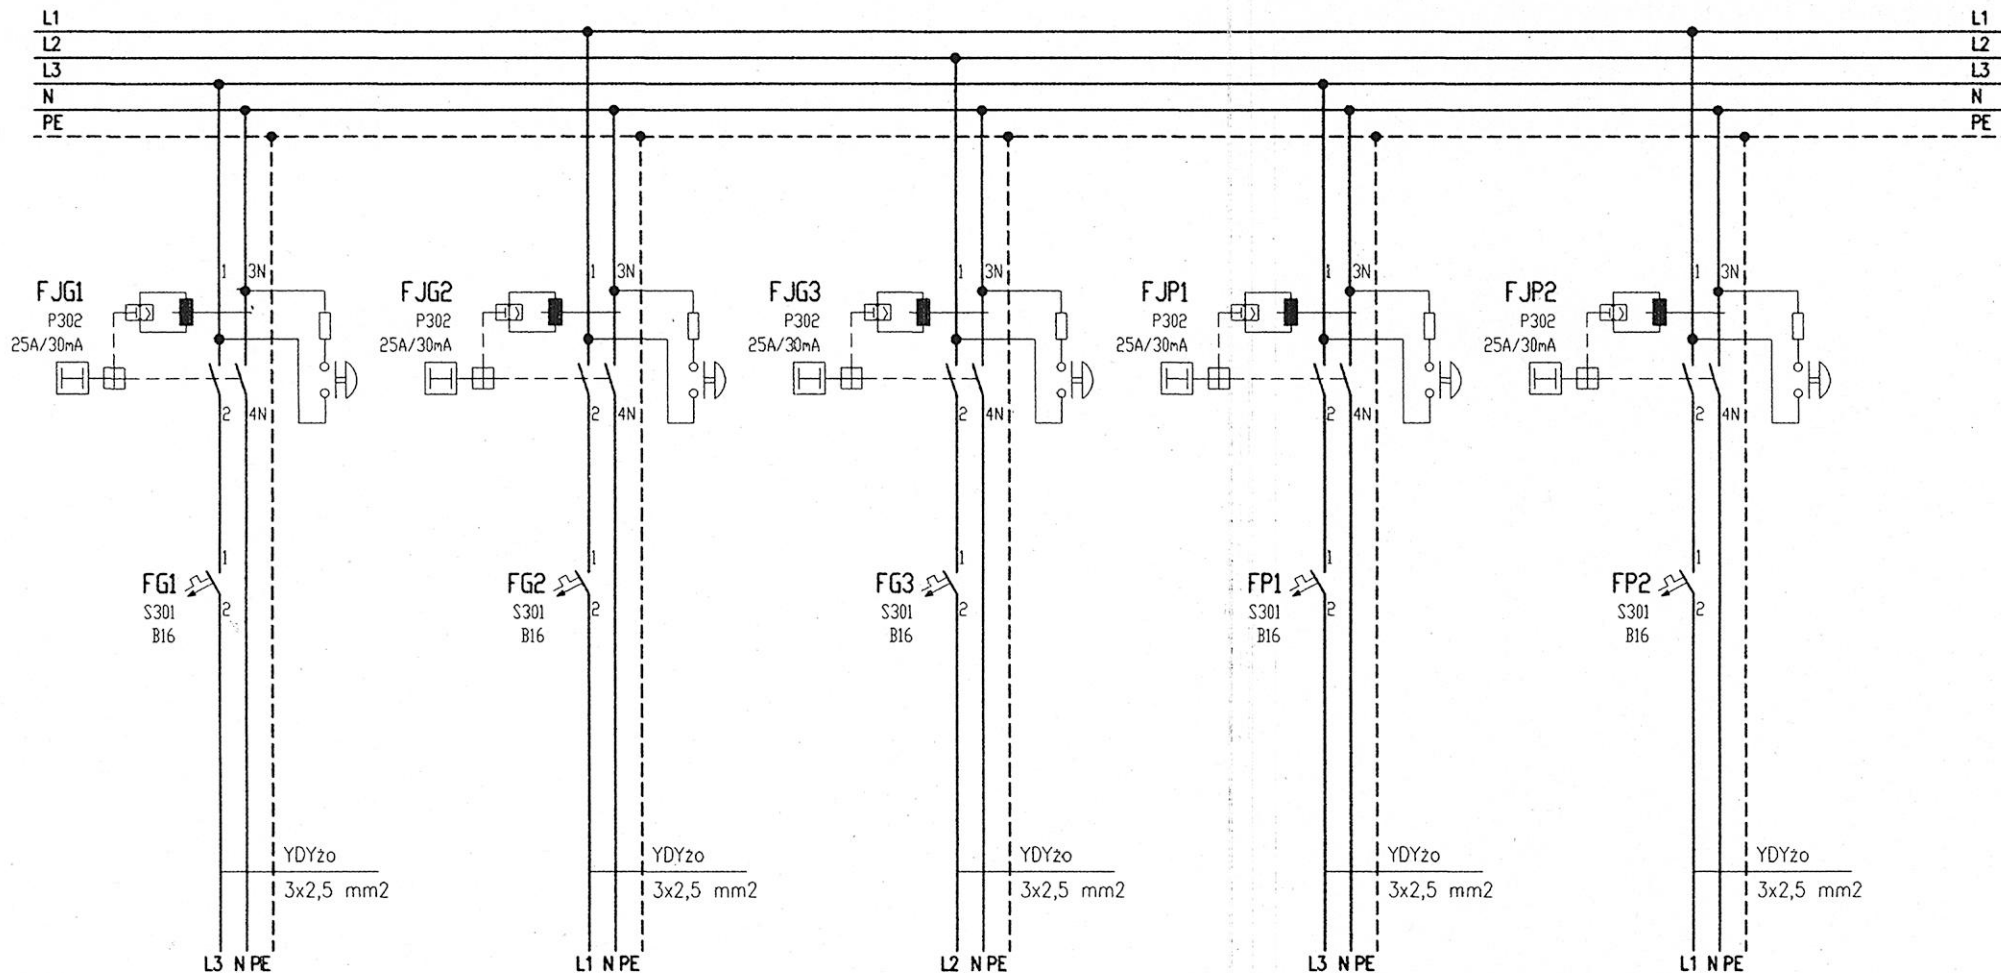 L1 L1
L2 L2
L3 L3
N N
PE PE
1 3N 1 3N 1 3N 1 3N 1 3N
FJG1 FJG2 FJG3 FJP1 FJP2
P302 P302 P302 P302 P302
25A/30mA 25A/30mA 25A/30mA 25A/30mA 25A/30mA
2 4N 2 4N 2 4N 2 4N 2 4N
1 1 1 1 1
FG1 FG2 FG3 FP1 FP2
S301 2 S301 2 S301 2 S301 2 S301 2
B16 B16 B16 B16 B16
YDYżo YDYżo YDYżo YDYżo YDYżo
3x2,5 mm2 3x2,5 mm2 3x2,5 mm2 3x2,5 mm2 3x2,5 mm2
L3 N PE L1 N PE L2 N PE L3 N PE L1 N PE